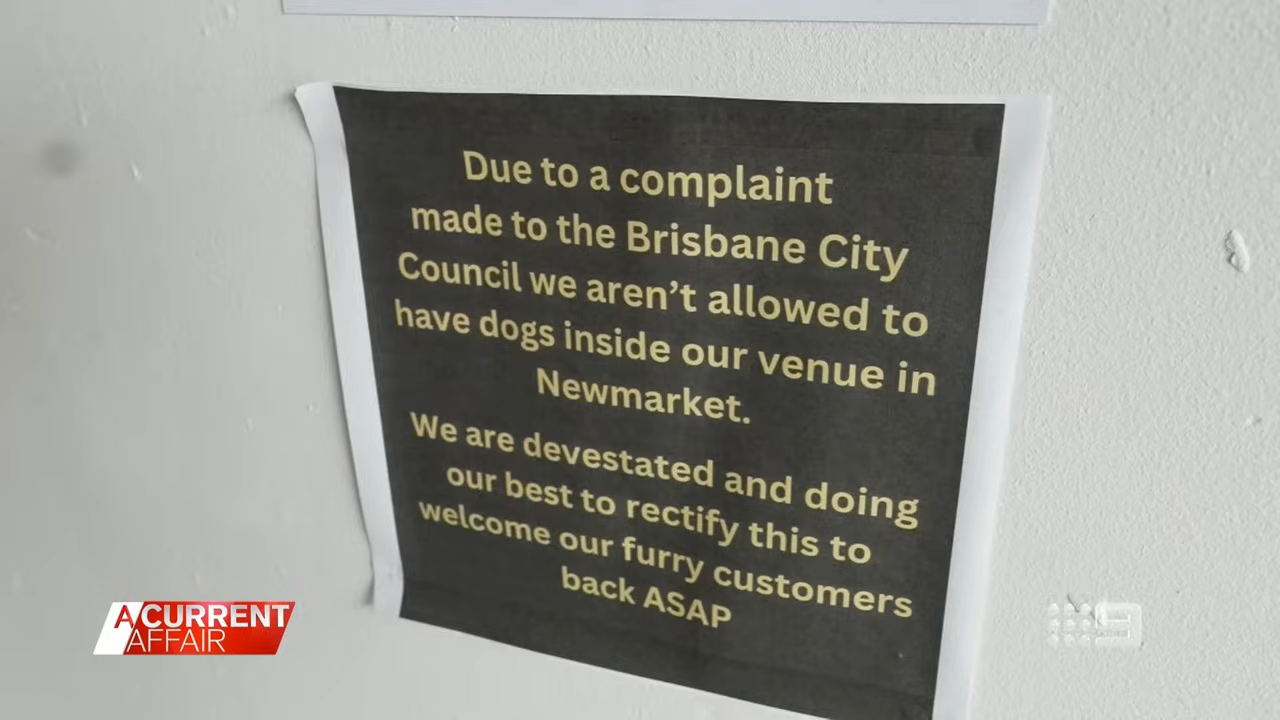 Due to a complaint
made to the Brisbane City
Council we aren't allowed to
have dogs inside our venue in
Newmarket.
We are devestated and doing
our best to rectify this to
welcome our furry customers
back ASAP
A CURRENT
AFFAIR
9